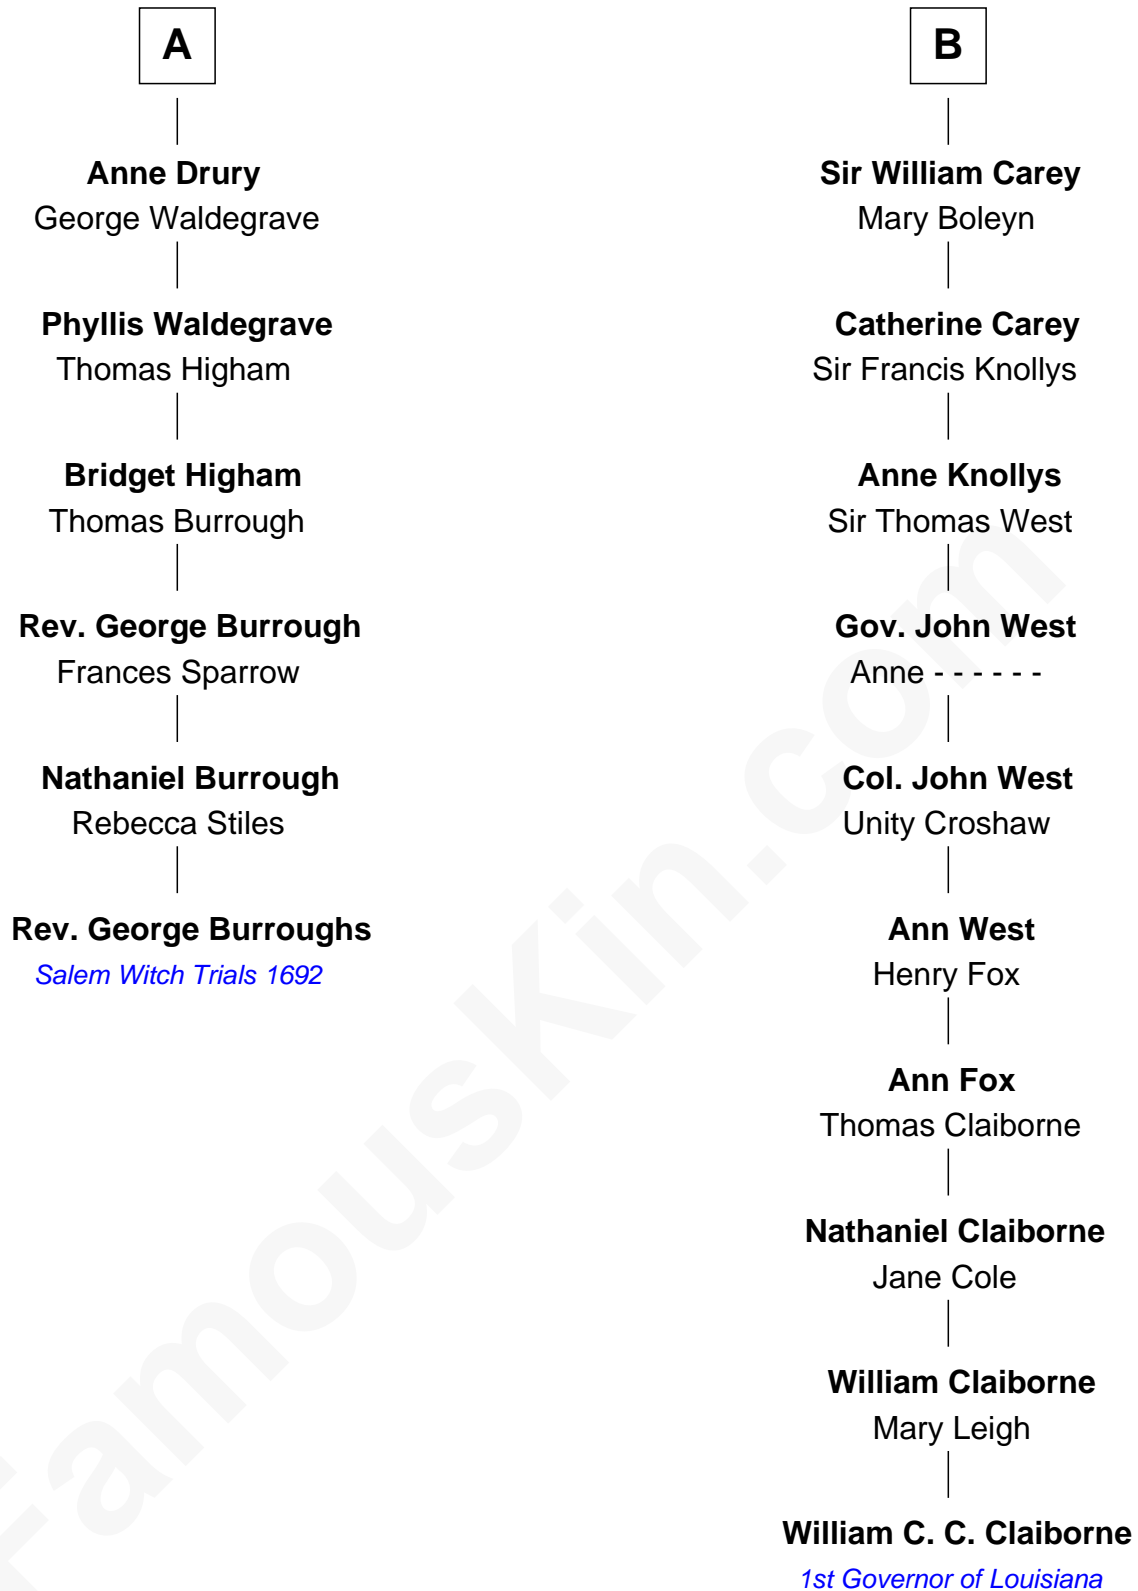 A
Anne Drury
George Waldegrave
Phyllis Waldegrave
Thomas Higham
Bridget Higham
Thomas Burrough
Rev. George Burrough
Frances Sparrow
Nathaniel Burrough
Rebecca Stiles
Rev. George Burroughs
Salem Witch Trials 1692
B
Sir William Carey
Mary Boleyn
Catherine Carey
Sir Francis Knollys
Anne Knollys
Sir Thomas West
Gov. John West
Anne - - - - - -
Col. John West
Unity Croshaw
Ann West
Henry Fox
Ann Fox
Thomas Claiborne
Nathaniel Claiborne
Jane Cole
William Claiborne
Mary Leigh
William C. C. Claiborne
1st Governor of Louisiana
FamousKin.com